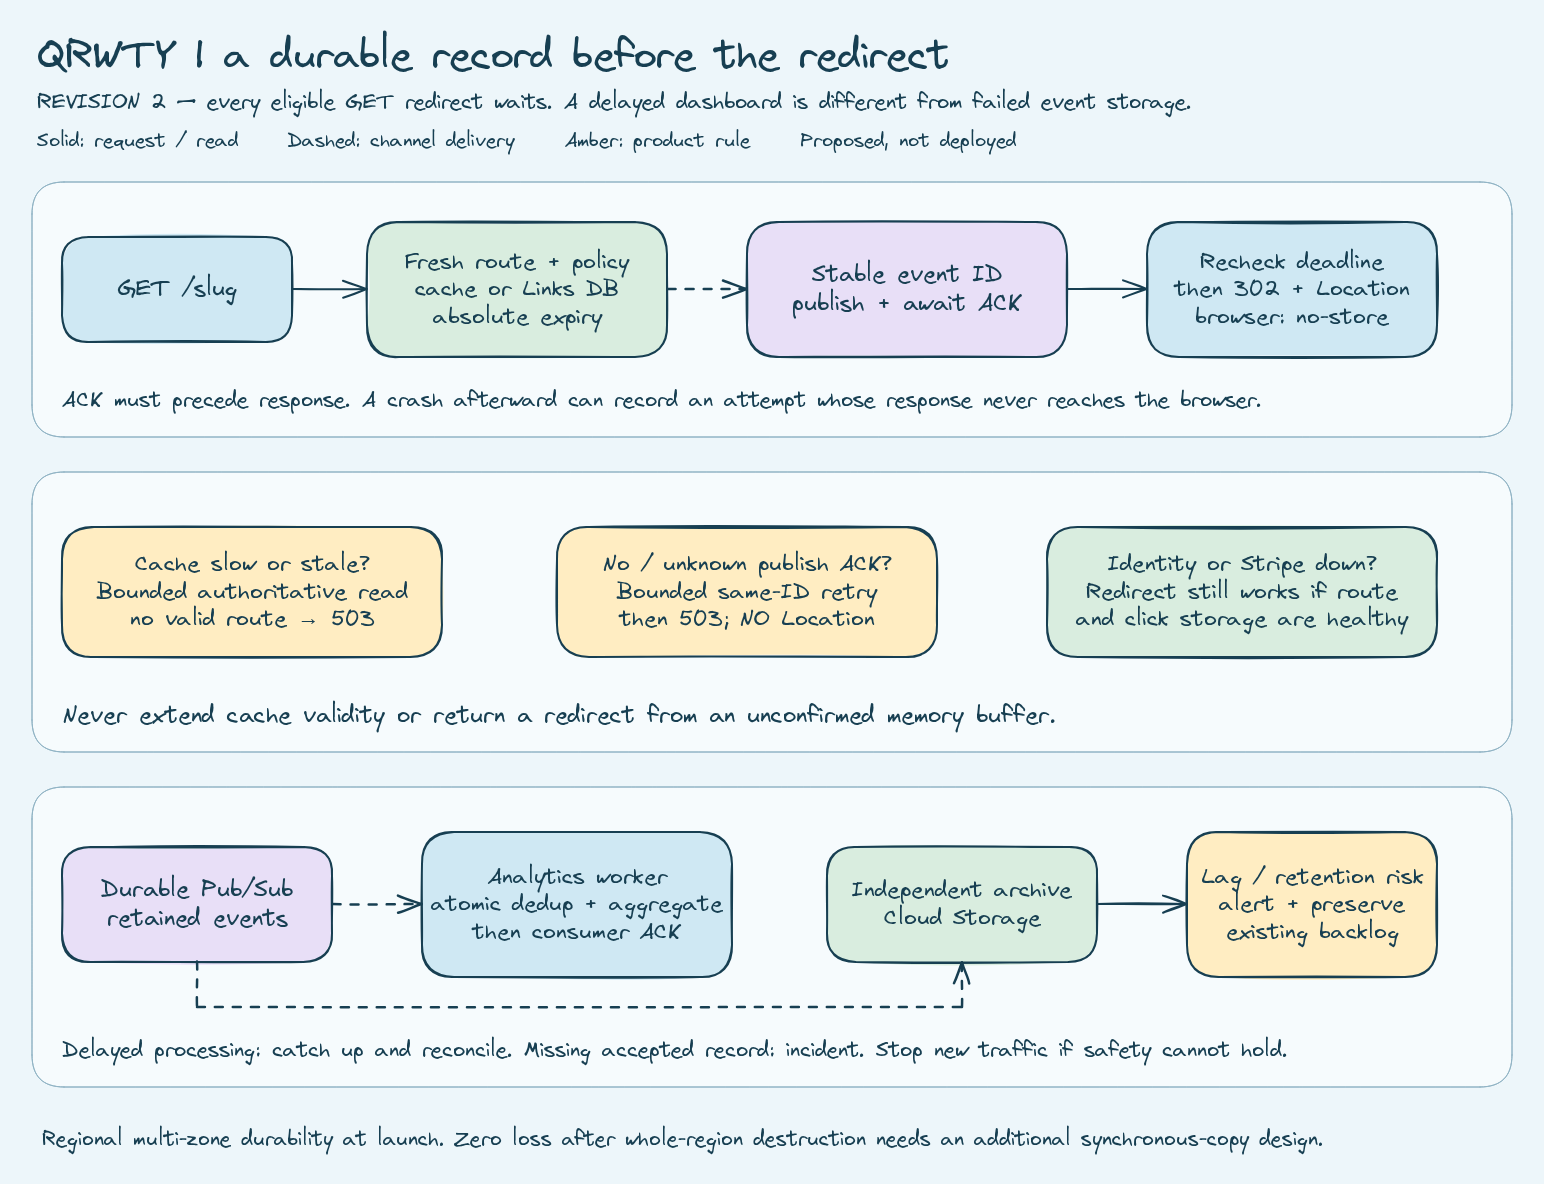 QRWTY | a durable record before the redirect
REVISION 2 — every eligible GET redirect waits. A delayed dashboard is different from failed event storage.
Solid: request / read Dashed: channel delivery Amber: product rule Proposed, not deployed
GET /slug
Fresh route + policy
cache or Links DB
absolute expiry
Stable event ID
publish + await ACK
Recheck deadline
then 302 + Location
browser: no-store
ACK must precede response. A crash afterward can record an attempt whose response never reaches the browser.
Cache slow or stale?
Bounded authoritative read
no valid route → 503
No / unknown publish ACK?
Bounded same-ID retry
then 503; NO Location
Identity or Stripe down?
Redirect still works if route
and click storage are healthy
Never extend cache validity or return a redirect from an unconfirmed memory buffer.
Durable Pub/Sub
retained events
Analytics worker
atomic dedup + aggregate
then consumer ACK
Independent archive
Cloud Storage
Lag / retention risk
alert + preserve
existing backlog
Delayed processing: catch up and reconcile. Missing accepted record: incident. Stop new traffic if safety cannot hold.
Regional multi-zone durability at launch. Zero loss after whole-region destruction needs an additional synchronous-copy design.